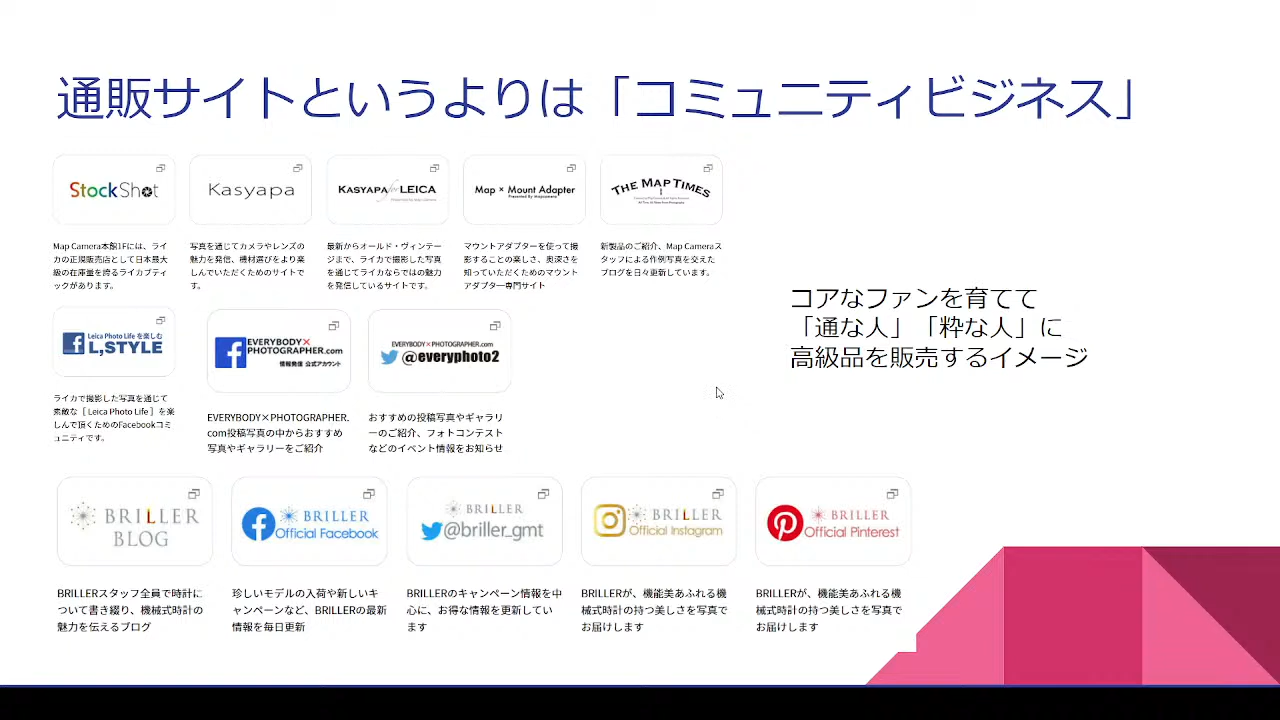 通販サイトというよりは「コミュニティビジネス」
StockShot
Map Camera本館1Fには、ライ
カの正規販売店として日本最大
級の在庫量を誇るライカブティ
ックがあります。
Kasyapa
写真を通じてカメラやレンズの
魅力を発信、機材選びをより楽
しんでいただくためのサイトで
す。
KASYAPA for LEICA
Presented by Map Camera
最新からオールド・ヴィンテー
ジまで、ライカで撮影した写真
を通じてライカならではの魅力
を発信しているサイトです。
Map × Mount Adapter
Presented By Mapcamera
マウントアダプターを使って撮
影することの楽しさ、奥深さを
知っていただくためのマウント
アダプター専門サイト
THE MAP TIMES
新製品のご紹介、Map Cameraス
タッフによる作例写真を交えた
ブログを日々更新しています。
Leica Photo Life を楽しむ
L,STYLE
ライカで撮影した写真を通じて
素敵な［ Leica Photo Life ］を楽
しんで頂くためのFacebookコミ
ュニティです。
EVERYBODY×
PHOTOGRAPHER.com
情報発信 公式アカウント
EVERYBODY×PHOTOGRAPHER.
com投稿写真の中からおすすめ
写真やギャラリーをご紹介
EVERYBODY×PHOTOGRAPHER.com
@everyphoto2
おすすめの投稿写真やギャラリ
ーのご紹介、フォトコンテスト
などのイベント情報をお知らせ
コアなファンを育てて
「通な人」「粋な人」に
高級品を販売するイメージ
BRILLER
BLOG
BRILLERスタッフ全員で時計に
ついて書き綴り、機械式時計の
魅力を伝えるブログ
BRILLER
Official Facebook
珍しいモデルの入荷や新しいキ
ャンペーンなど、BRILLERの最新
情報を毎日更新
BRILLER
@briller_gmt
BRILLERのキャンペーン情報を中
心に、お得な情報を更新してい
ます
BRILLER
Official Instagram
BRILLERが、機能美あふれる機
械式時計の持つ美しさを写真で
お届けします
BRILLER
Official Pinterest
BRILLERが、機能美あふれる機
械式時計の持つ美しさを写真で
お届けします